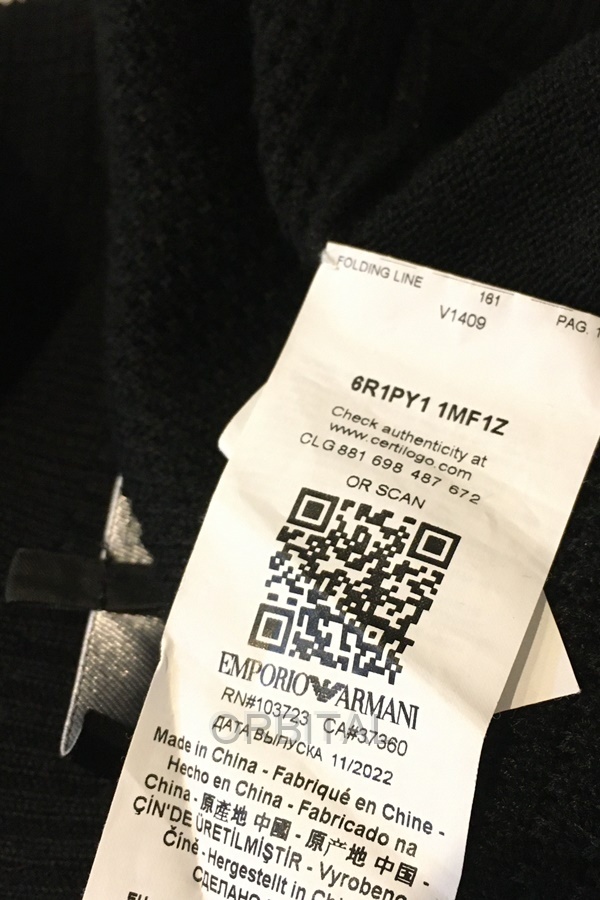 FOLDING LINE
161
V1409
PAG.
6R1PY1 1MF1Z
Check authenticity at
www.certilogo.com
CLG 881 698 487 672
OR SCAN
EMPORIO ARMANI
RN#103723 CA#37360
ORBITAL
ДАТА ВЫПУСКА 11/2022
Made in China - Fabriqué en Chine -
Hecho en China - Fabricado na
China - 原產地 中國 - 原产地 中国 -
ÇİN'DE ÜRETİLMİŞTİR - Vyrobeno
Číně - Hergestellt in Chi
СДЕЛАНО